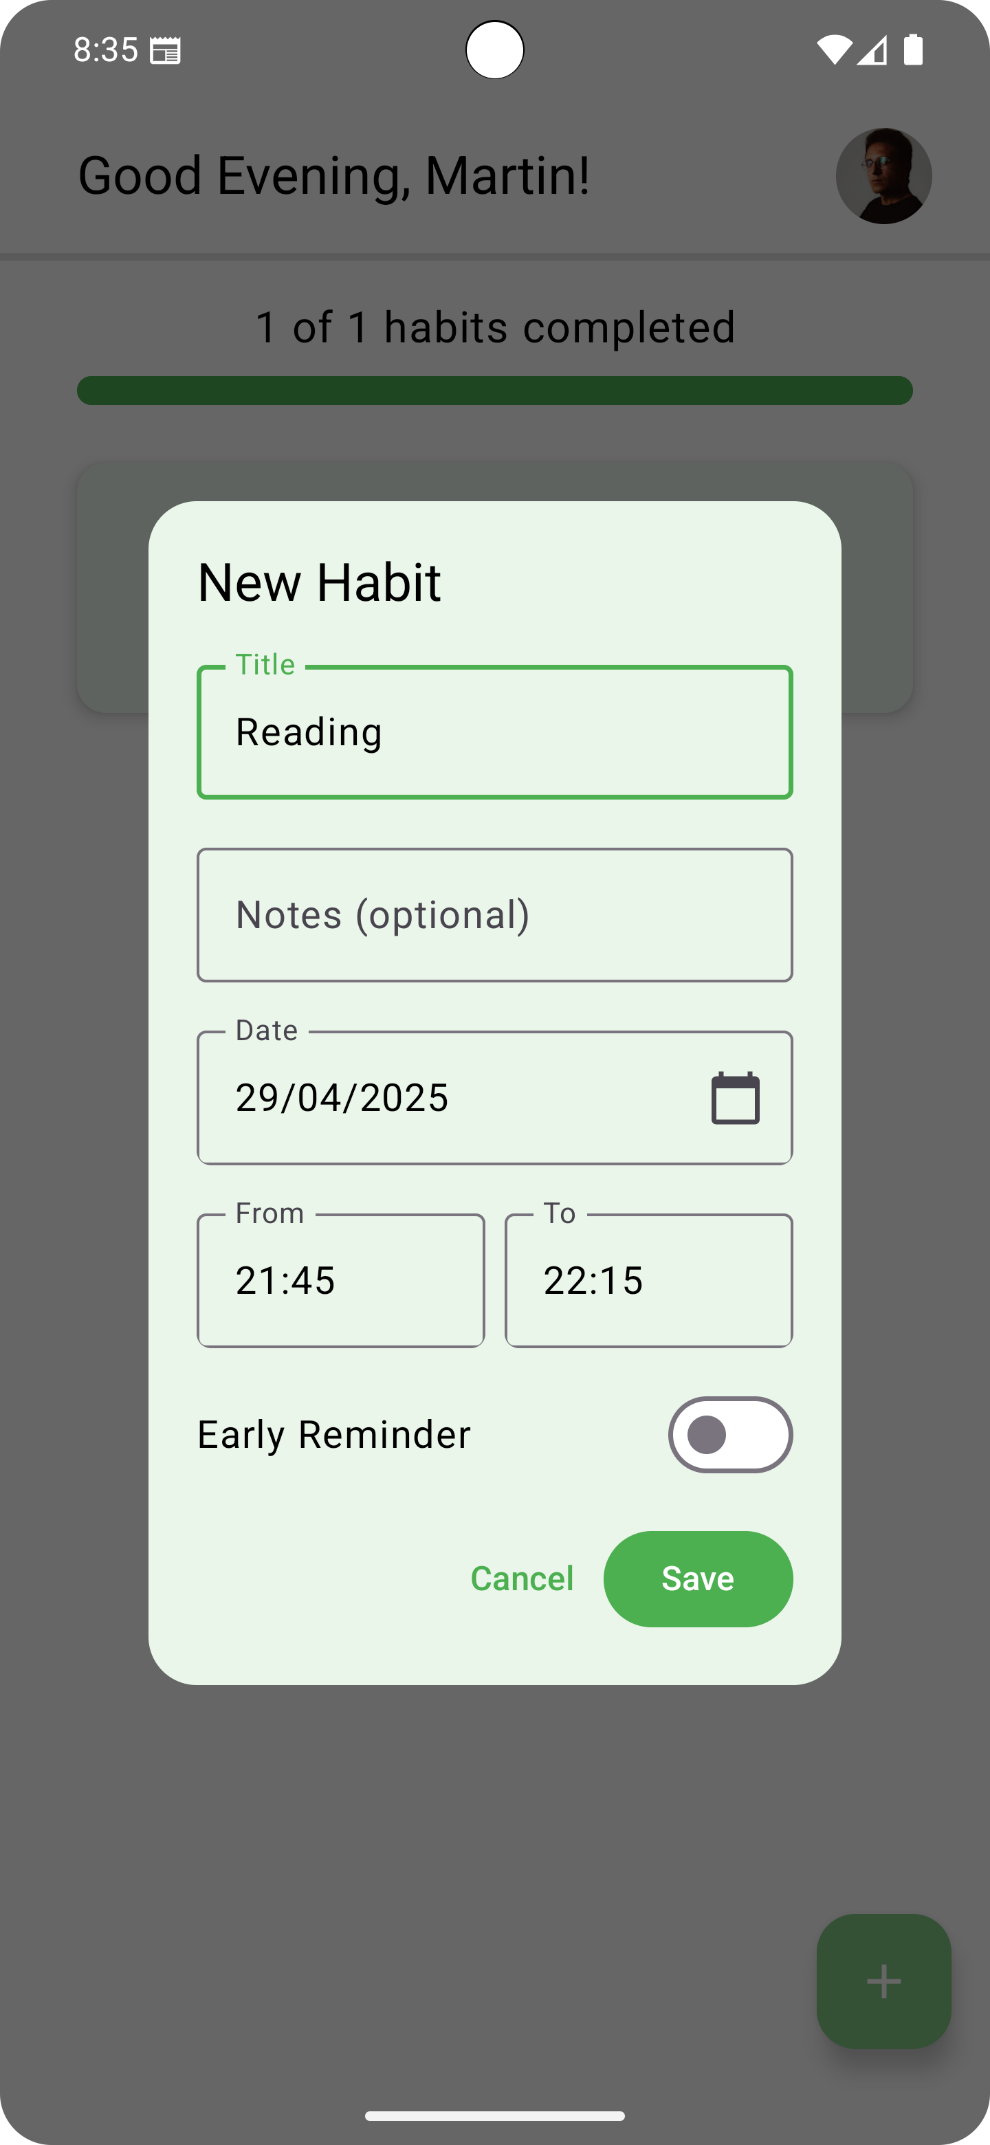 8:35
Good Evening, Martin!
1 of 1 habits completed
New Habit
Title
Reading
Notes (optional)
Date
29/04/2025
From To
21:45 22:15
Early Reminder
Cancel Save
+